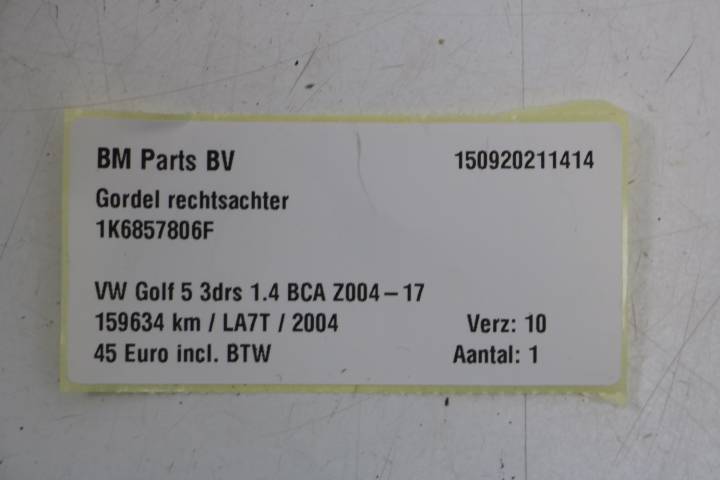 BM Parts BV 150920211414
Gordel rechtsachter
1K6857806F
VW Golf 5 3drs 1.4 BCA Z004-17
159634 km / LA7T / 2004 Verz: 10
45 Euro incl. BTW Aantal: 1